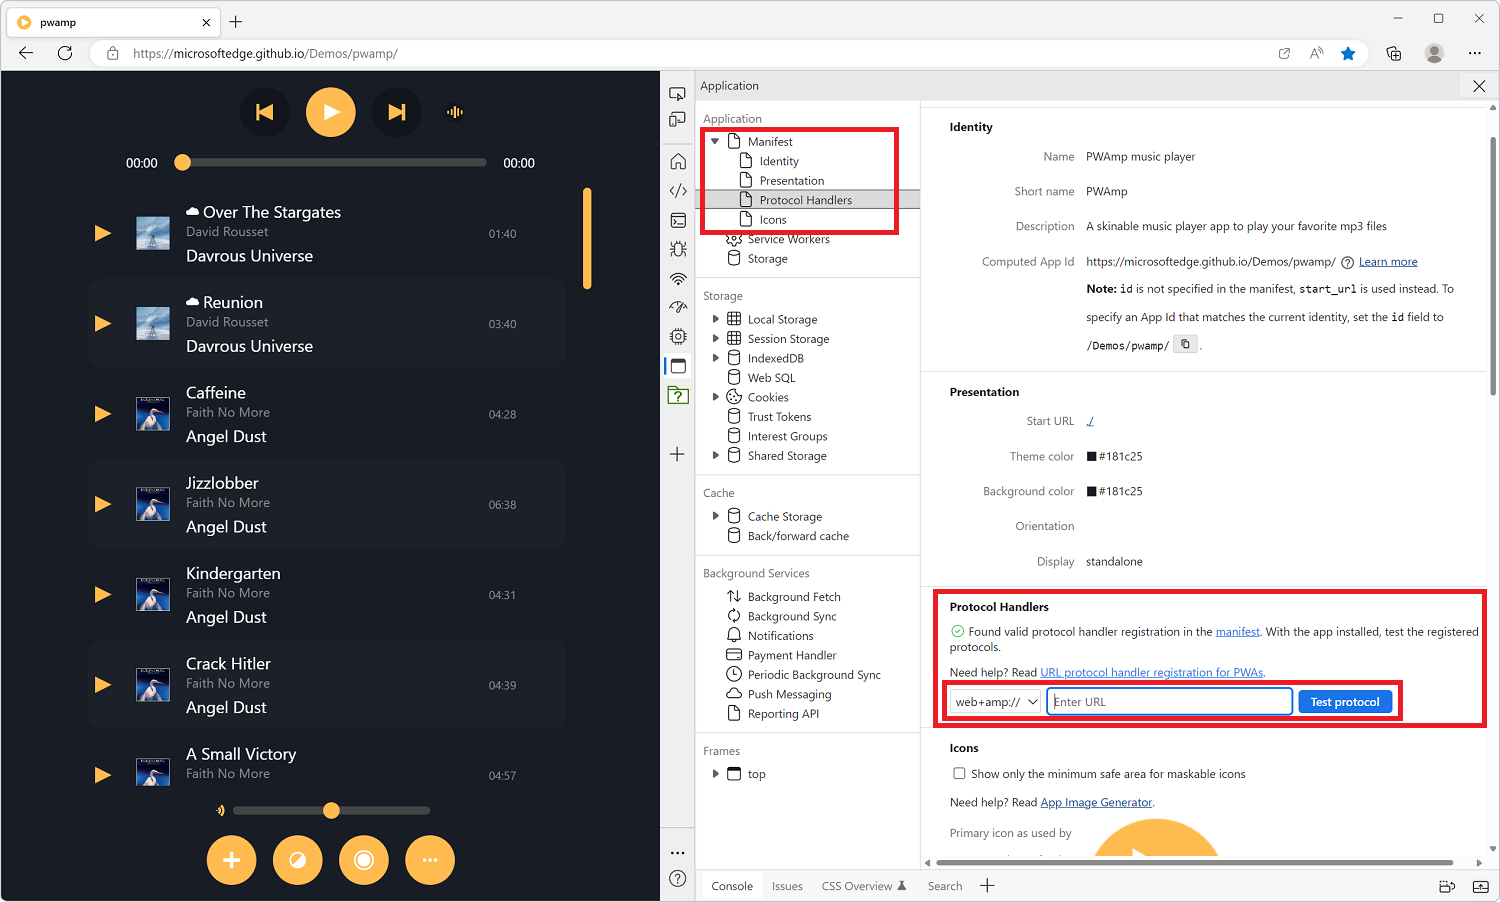 pwamp
https://microsoftedge.github.io/Demos/pwamp/
00:00
00:00
Over The Stargates
David Rousset
01:40
Davrous Universe
Reunion
David Rousset
03:40
Davrous Universe
Caffeine
Faith No More
04:28
Angel Dust
Jizzlobber
Faith No More
06:38
Angel Dust
Kindergarten
Faith No More
04:31
Angel Dust
Crack Hitler
Faith No More
04:39
Angel Dust
A Small Victory
Faith No More
04:57
Application
Application
Manifest
Identity
Presentation
Protocol Handlers
Icons
Service Workers
Storage
Storage
Local Storage
Session Storage
IndexedDB
Web SQL
Cookies
Trust Tokens
Interest Groups
Shared Storage
Cache
Cache Storage
Back/forward cache
Background Services
Background Fetch
Background Sync
Notifications
Payment Handler
Periodic Background Sync
Push Messaging
Reporting API
Frames
top
Identity
Name PWAmp music player
Short name PWAmp
Description A skinable music player app to play your favorite mp3 files
Computed App Id https://microsoftedge.github.io/Demos/pwamp/ Learn more
Note: id is not specified in the manifest, start_url is used instead. To
specify an App Id that matches the current identity, set the id field to
/Demos/pwamp/ .
Presentation
Start URL ./
Theme color #181c25
Background color #181c25
Orientation
Display standalone
Protocol Handlers
Found valid protocol handler registration in the manifest. With the app installed, test the registered
protocols.
Need help? Read URL protocol handler registration for PWAs.
web+amp:// Enter URL Test protocol
Icons
Show only the minimum safe area for maskable icons
Need help? Read App Image Generator.
Primary icon as used by
Console Issues CSS Overview Search